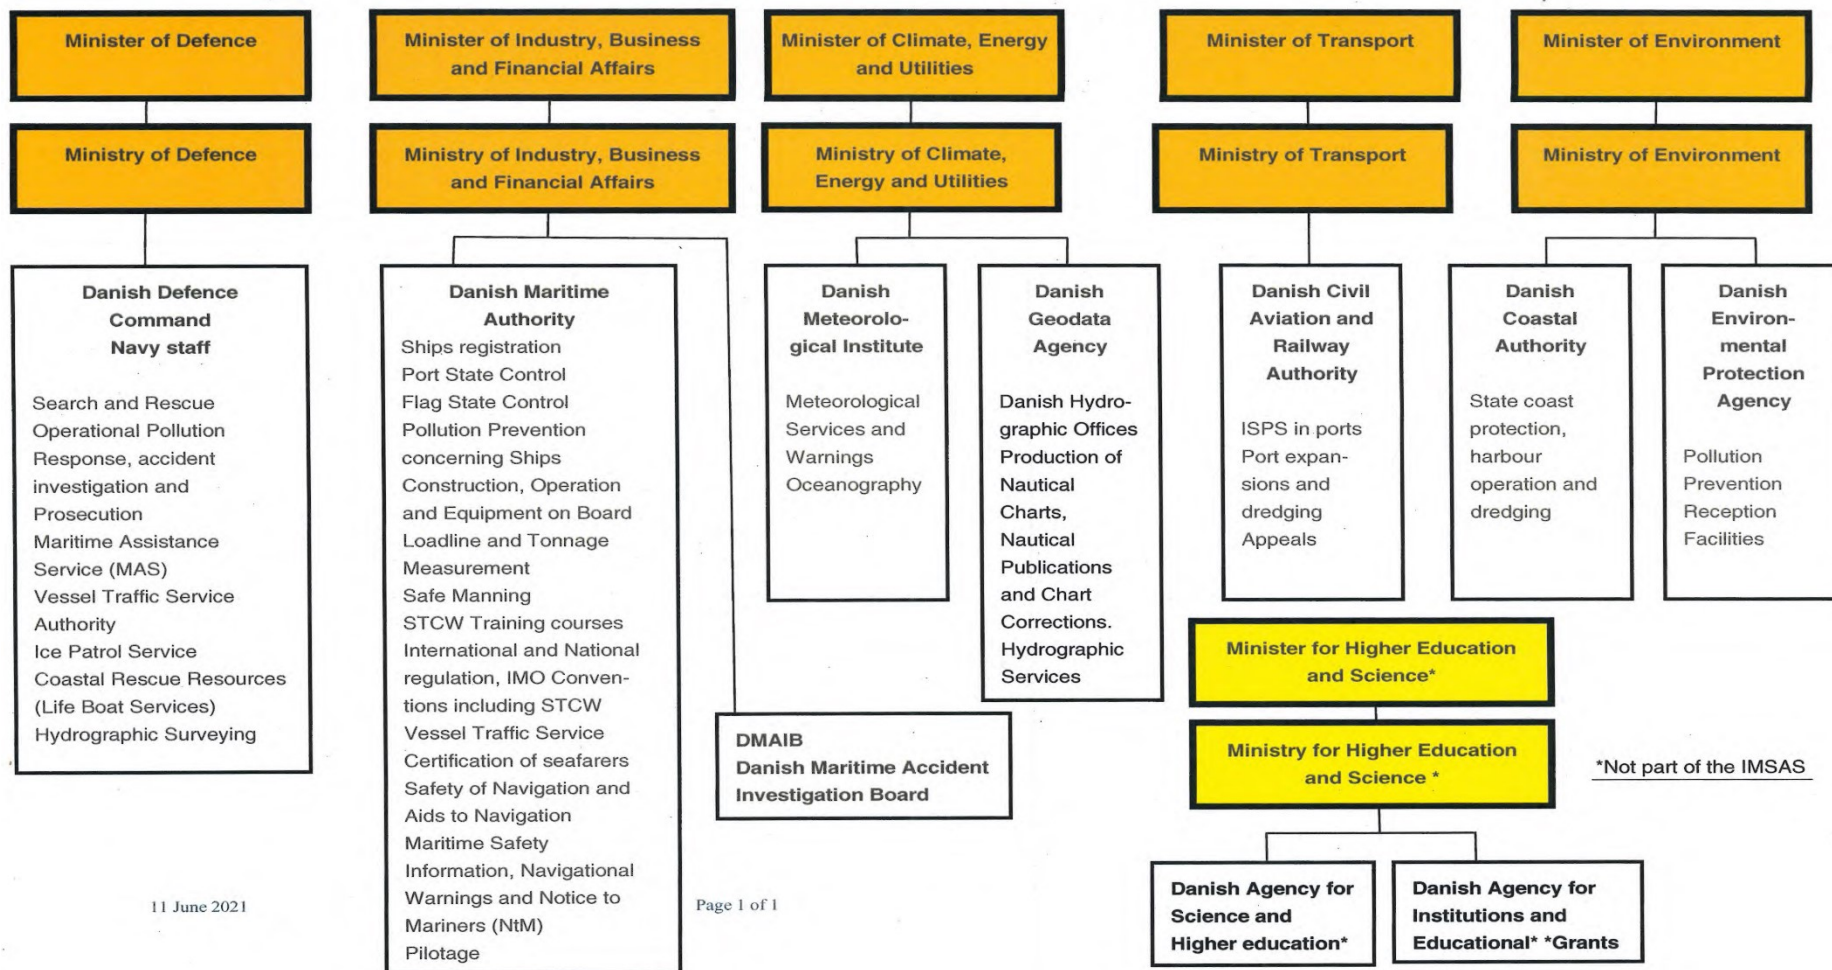 Minister of Defence
Ministry of Defence
Danish Defence
Command
Navy staff
Search and Rescue
Operational Pollution
Response, accident
investigation and
Prosecution
Maritime Assistance
Service (MAS)
Vessel Traffic Service
Authority
Ice Patrol Service
Coastal Rescue Resources
(Life Boat Services)
Hydrographic Surveying
Minister of Industry, Business
and Financial Affairs
Ministry of Industry, Business
and Financial Affairs
Danish Maritime
Authority
Ships registration
Port State Control
Flag State Control
Pollution Prevention
concerning Ships
Construction, Operation
and Equipment on Board
Loadline and Tonnage
Measurement
Safe Manning
STCW Training courses
International and National
regulation, IMO Conven-
tions including STCW
Vessel Traffic Service
Certification of seafarers
Safety of Navigation and
Aids to Navigation
Maritime Safety
Information, Navigational
Warnings and Notice to
Mariners (NtM)
Pilotage
DMAIB
Danish Maritime Accident
Investigation Board
Minister of Climate, Energy
and Utilities
Ministry of Climate,
Energy and Utilities
Danish
Meteorolo-
gical Institute
Meteorological
Services and
Warnings
Oceanography
Danish
Geodata
Agency
Danish Hydro-
graphic Offices
Production of
Nautical
Charts,
Nautical
Publications
and Chart
Corrections.
Hydrographic
Services
Minister of Transport
Ministry of Transport
Danish Civil
Aviation and
Railway
Authority
ISPS in ports
Port expan-
sions and
dredging
Appeals
Minister of Environment
Ministry of Environment
Danish
Coastal
Authority
State coast
protection,
harbour
operation and
dredging
Danish
Environ-
mental
Protection
Agency
Pollution
Prevention
Reception
Facilities
Minister for Higher Education
and Science*
Ministry for Higher Education
and Science *
*Not part of the IMSAS
Danish Agency for
Science and
Higher education*
Danish Agency for
Institutions and
Educational* *Grants
11 June 2021
Page 1 of 1